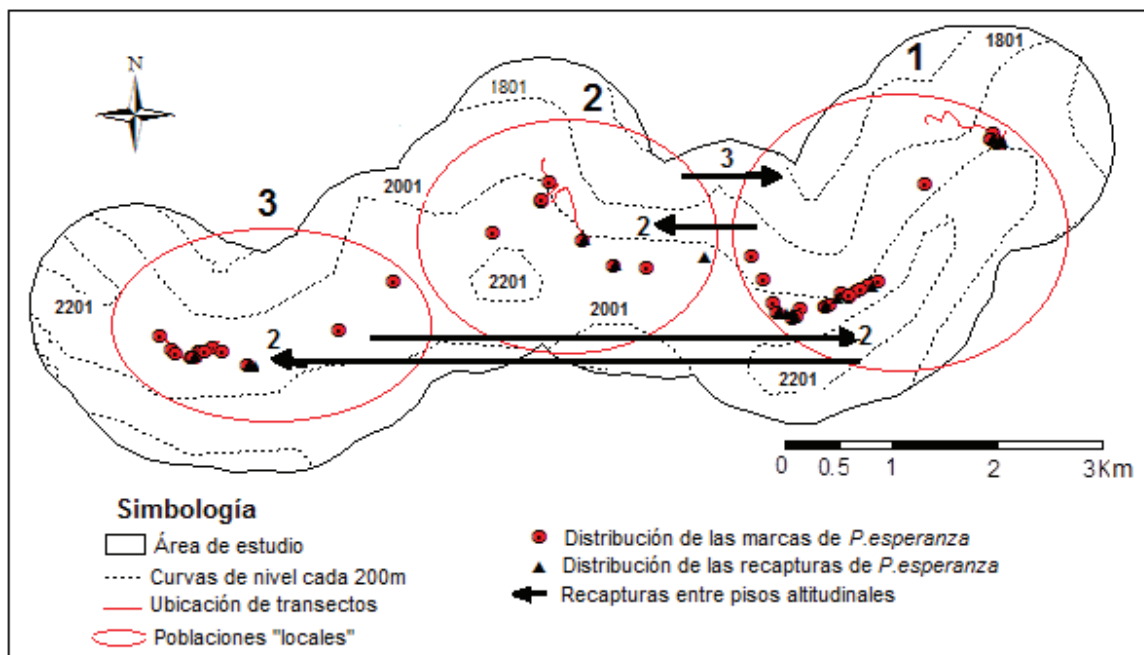 N
1
1801
1801
2
3
2001
3
2
2201
2201
2001
2
2
2201
0 0.5 1 2 3Km
Simbología
Área de estudio
Curvas de nivel cada 200m
Ubicación de transectos
Poblaciones "locales"
Distribución de las marcas de P.esperanza
Distribución de las recapturas de P.esperanza
Recapturas entre pisos altitudinales